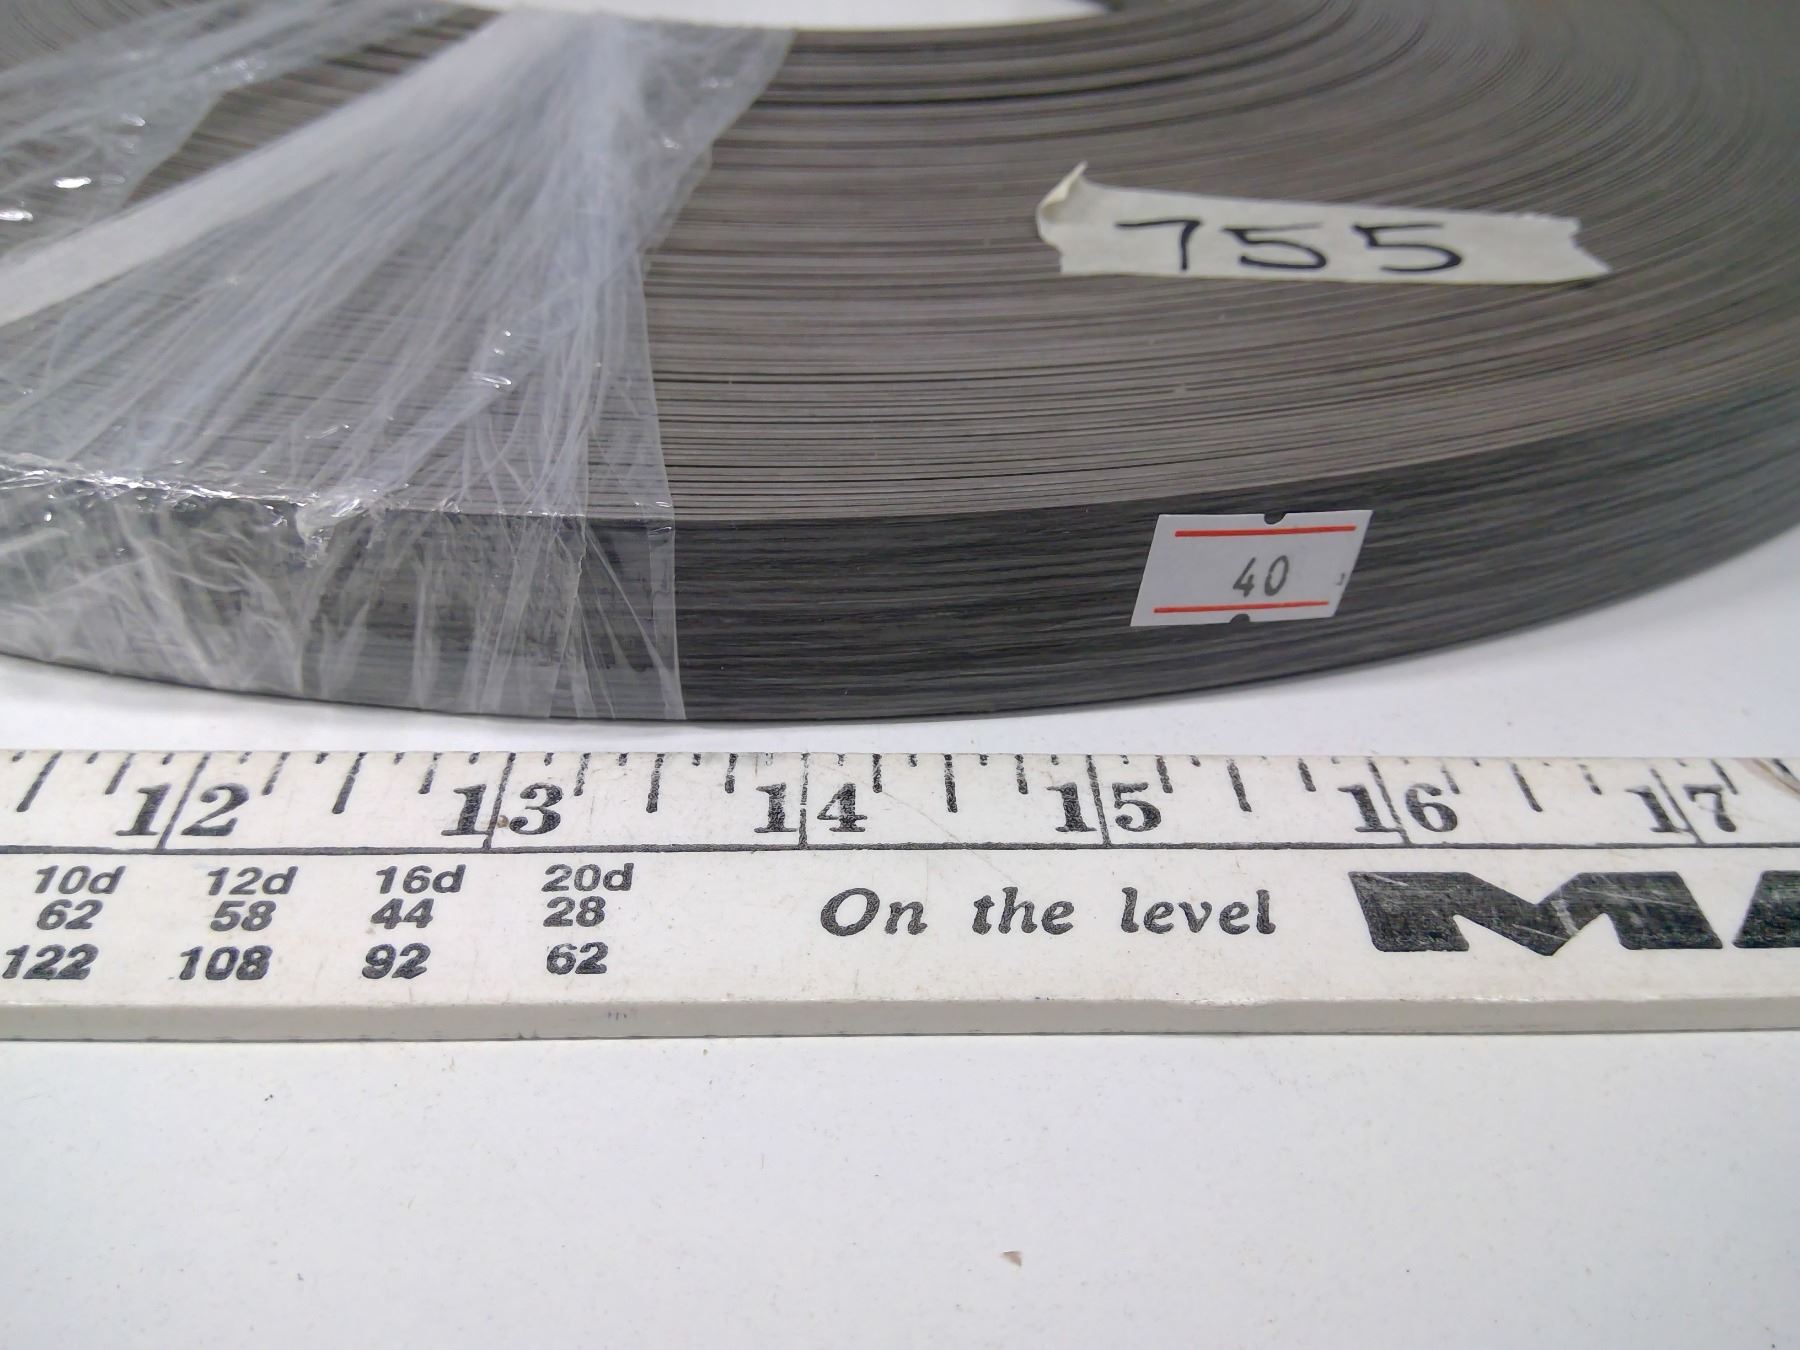 755
40
12 13 14 15 16 17
10d 12d 16d 20d
62 58 44 28
122 108 92 62
On the level